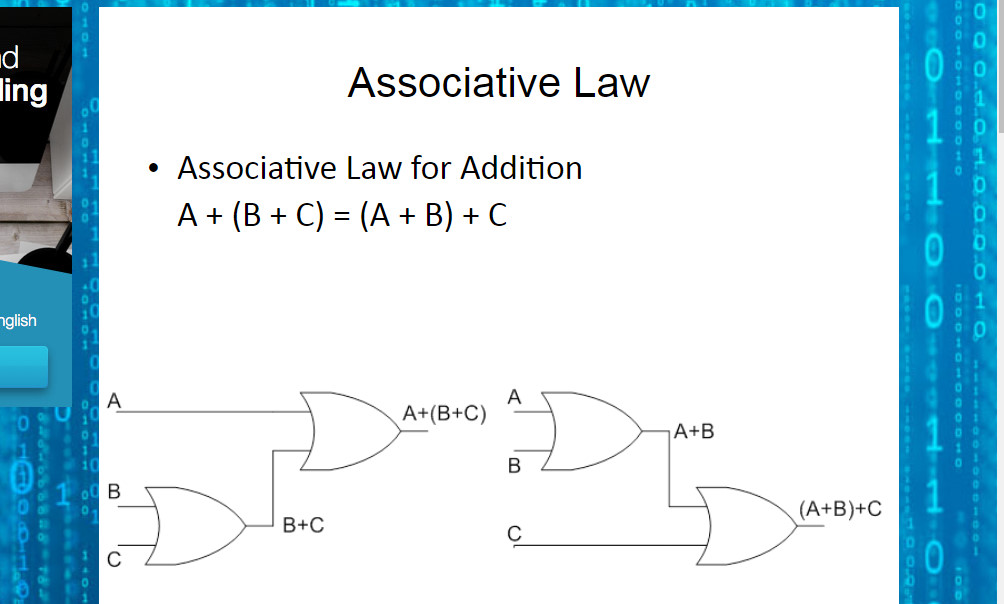 ling
nglish
Associative Law
• Associative Law for Addition
A + (B + C) = (A + B) + C
A
A+(B+C)
B
B+C
C
A
A+B
B
(A+B)+C
C